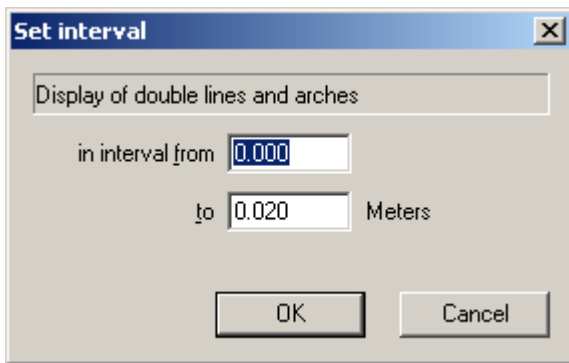 Set interval
Display of double lines and arches
in interval from 0.000
to 0.020 Meters
OK Cancel